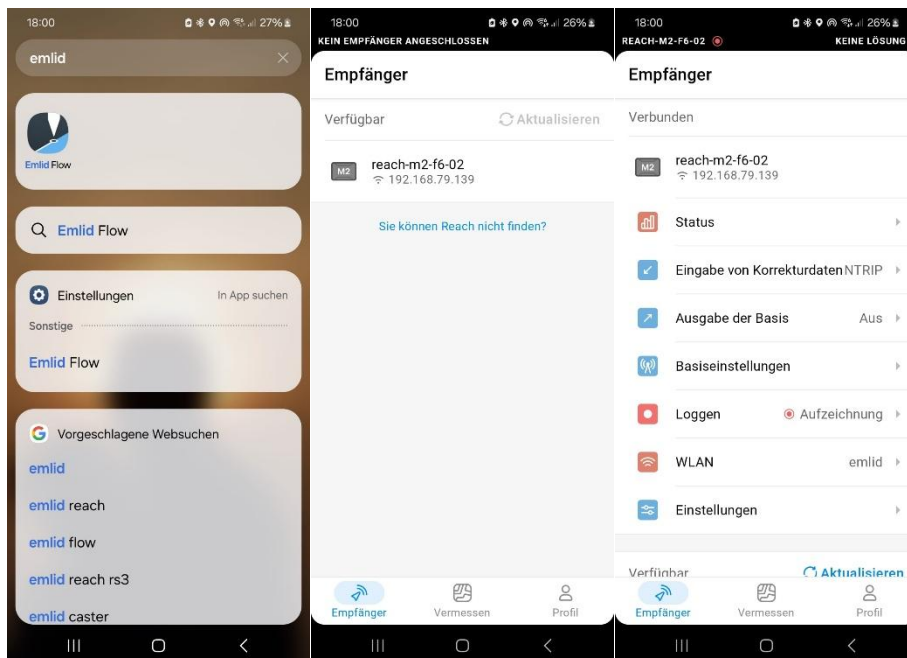 18:00 27%
emlid
Emlid Flow
Emlid Flow
Einstellungen In App suchen
Sonstige
Emlid Flow
G Vorgeschlagene Websuchen
emlid
emlid reach
emlid flow
emlid reach rs3
emlid caster
18:00 26%
KEIN EMPFÄNGER ANGESCHLOSSEN
Empfänger
Verfügbar Aktualisieren
M2 reach-m2-f6-02
192.168.79.139
Sie können Reach nicht finden?
Empfänger Vermessen Profil
18:00 26%
REACH-M2-F6-02 KEINE LÖSUNG
Empfänger
Verbunden
M2 reach-m2-f6-02
192.168.79.139
Status
Eingabe von Korrekturdaten NTRIP
Ausgabe der Basis Aus
Basiseinstellungen
Loggen Aufzeichnung
WLAN emlid
Einstellungen
Verfügbar Aktualisieren
Empfänger Vermessen Profil